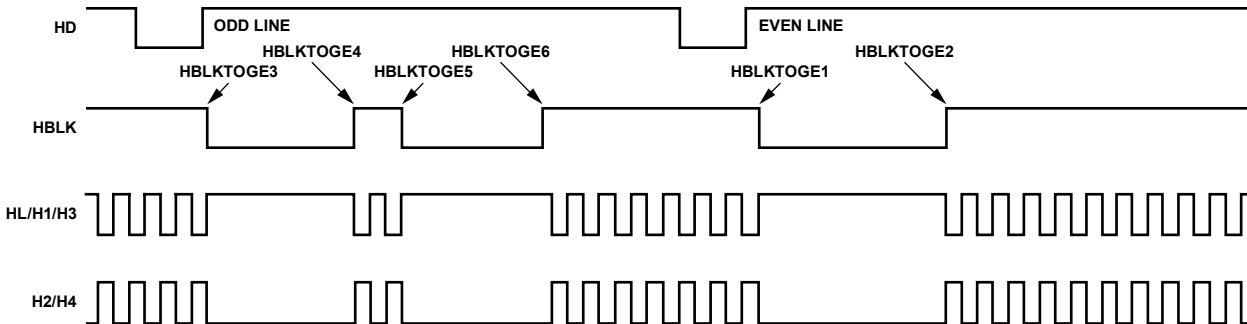 HD
ODD LINE
EVEN LINE
HBLKTOGE4
HBLKTOGE6
HBLKTOGE2
HBLKTOGE3
HBLKTOGE5
HBLKTOGE1
HBLK
HL/H1/H3
H2/H4